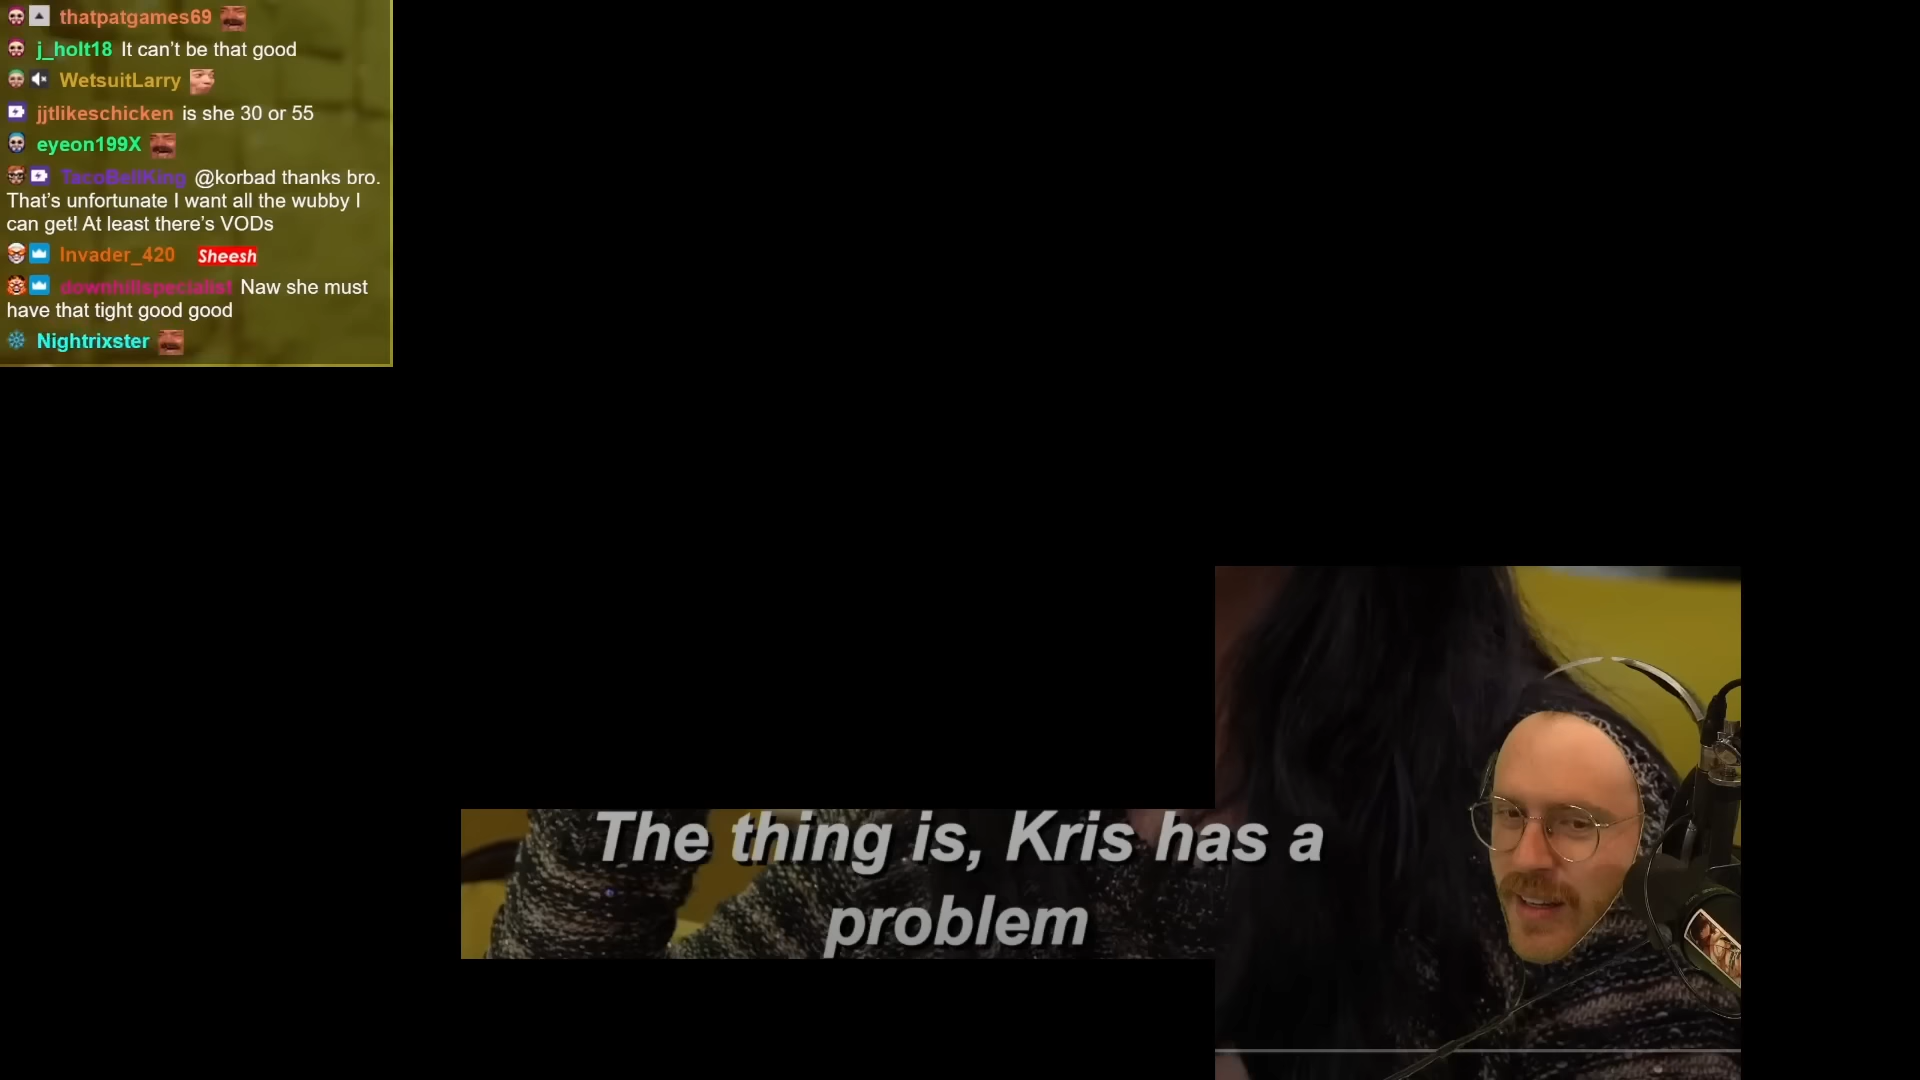 thatpatgames69
j_holt18 It can't be that good
WetsuitLarry
jjtlikeschicken is she 30 or 55
eyeon199X
TacoBellKing @korbad thanks bro.
That's unfortunate I want all the wubby I
can get! At least there's VODs
Invader_420 Sheesh
downhillspecialist Naw she must
have that tight good good
Nightrixster
The thing is, Kris has a
problem